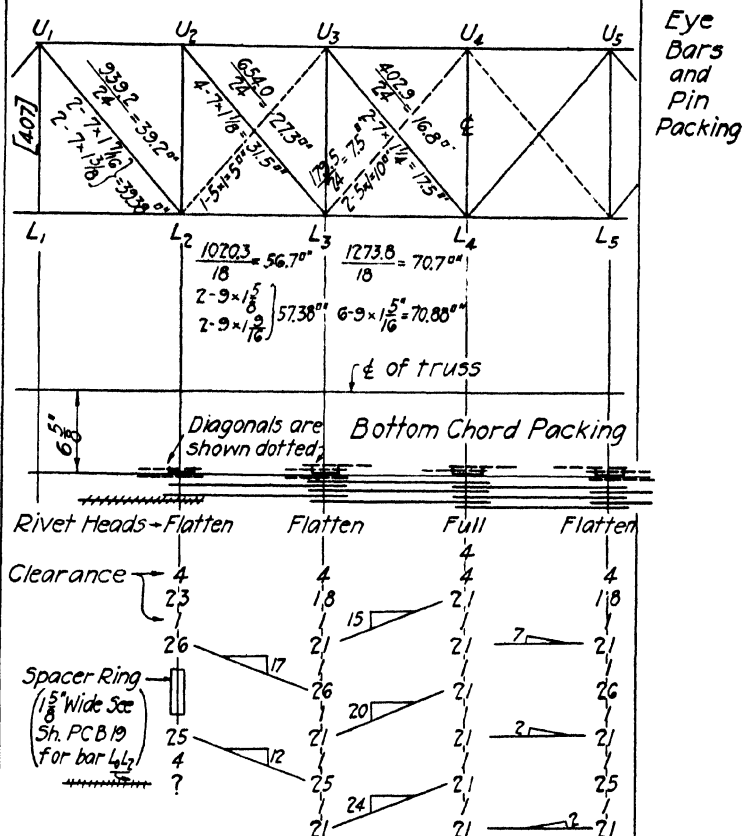 Eye
Bars
and
Pin
Packing
U1 U2 U3 U4 U5
[407]
939.2/24 = 39.2□"
2-7×1 7/16
2-7×1 3/8
} = 39.38□"
654.0/24 = 27.3□"
4-7×1 1/8 = 31.5□"
1-5×1=5□"
402.9/24 = 16.8□"
2-7×1 1/4 = 17.5□"
179.5/24 = 7.5□"
2-5×1=10□"
℄
L1 L2 L3 L4 L5
1020.3/18 = 56.7□" 1273.8/18 = 70.7□"
2-9×1 5/8
2-9×1 9/16
} 57.38□" 6-9×1 5/16" = 70.88□"
℄ of truss
6 5/8"
Diagonals are
shown dotted
Bottom Chord Packing
Rivet Heads Flatten Flatten Full Flatten
4
Clearance 4 4 4 4
23 18 21 18
15
26 21 21 7 21
17
Spacer Ring
(1 5/8" Wide See
Sh. PC B 19
for bar L0L2)
26 21 26
20
25 21 21 2 21
12
4
? 25 21 25
24
21 2 21